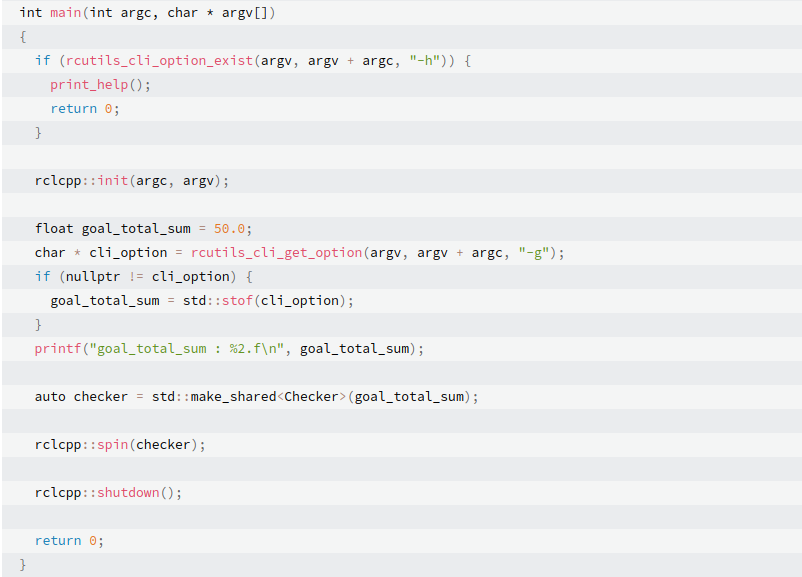 int main(int argc, char * argv[])
{
  if (rcutils_cli_option_exist(argv, argv + argc, "-h")) {
    print_help();
    return 0;
  }

  rclcpp::init(argc, argv);

  float goal_total_sum = 50.0;
  char * cli_option = rcutils_cli_get_option(argv, argv + argc, "-g");
  if (nullptr != cli_option) {
    goal_total_sum = std::stof(cli_option);
  }
  printf("goal_total_sum : %2.f\n", goal_total_sum);

  auto checker = std::make_shared<Checker>(goal_total_sum);

  rclcpp::spin(checker);

  rclcpp::shutdown();

  return 0;
}